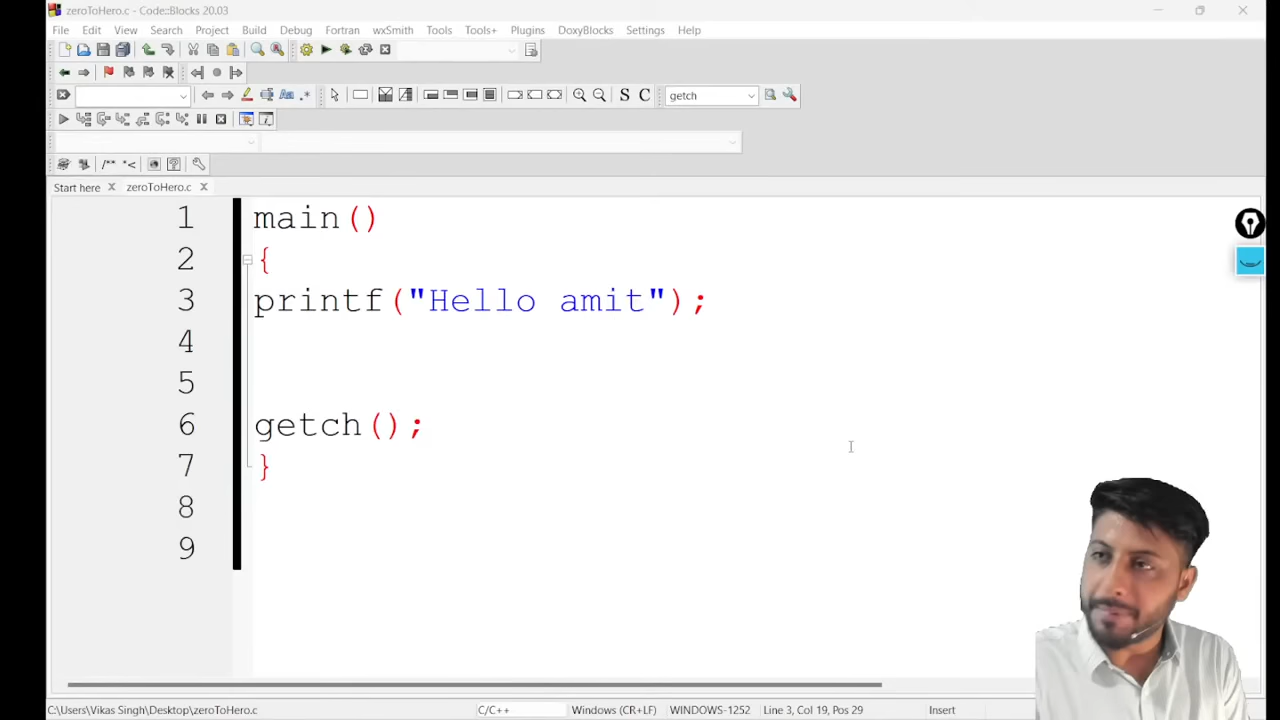 zeroToHero.c - Code::Blocks 20.03
File Edit View Search Project Build Debug Fortran wxSmith Tools Tools+ Plugins DoxyBlocks Settings Help
S C getch
/** *<
Start here zeroToHero.c
1 main()
2 {
3 printf("Hello amit");
4
5
6 getch();
7 }
8
9
C:\Users\Vikas Singh\Desktop\zeroToHero.c C/C++ Windows (CR+LF) WINDOWS-1252 Line 3, Col 19, Pos 29 Insert